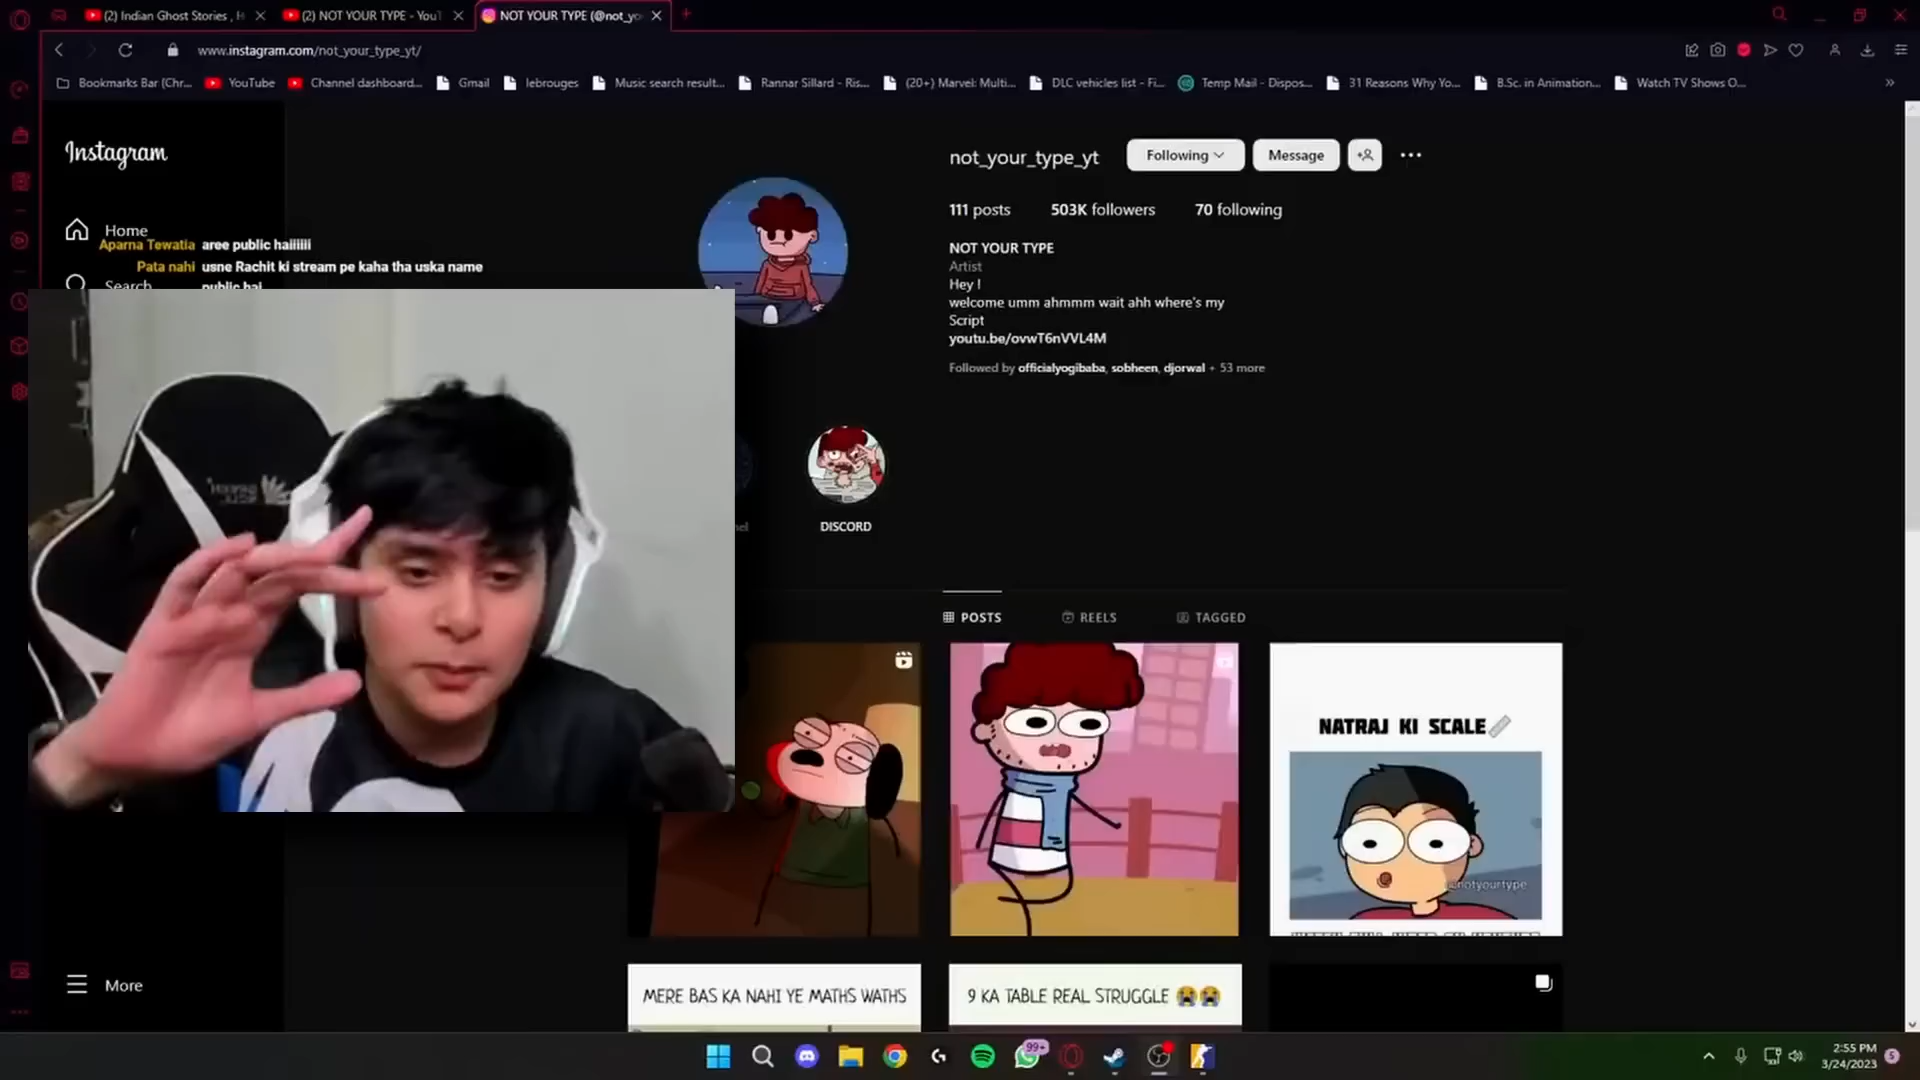 (2) Indian Ghost Stories , H
(2) NOT YOUR TYPE - YouT
NOT YOUR TYPE (@not_yo
www.instagram.com/not_your_type_yt/
Bookmarks Bar (Chr...
YouTube
Channel dashboard...
Gmail
lebrouges
Music search result...
Rannar Sillard - Ris...
(20+) Marvel: Multi...
DLC vehicles list - Fi...
Temp Mail - Dispos...
31 Reasons Why Yo...
B.Sc. in Animation...
Watch TV Shows O...
Instagram
Home
Aparna Tewatia aree public haiiiiii
Pata nahi usne Rachit ki stream pe kaha tha uska name
Search
public hai
not_your_type_yt
Following
Message
111 posts 503K followers 70 following
NOT YOUR TYPE
Artist
Hey !
welcome umm ahmmm wait ahh where's my
Script
youtu.be/ovwT6nVVL4M
Followed by officialyogibaba, sobheen, djorwal + 53 more
DISCORD
POSTS
REELS
TAGGED
NATRAJ KI SCALE
@notyourtype
MERE BAS KA NAHI YE MATHS WATHS
9 KA TABLE REAL STRUGGLE 😭😭
More
99+
2:55 PM
3/24/2023
5